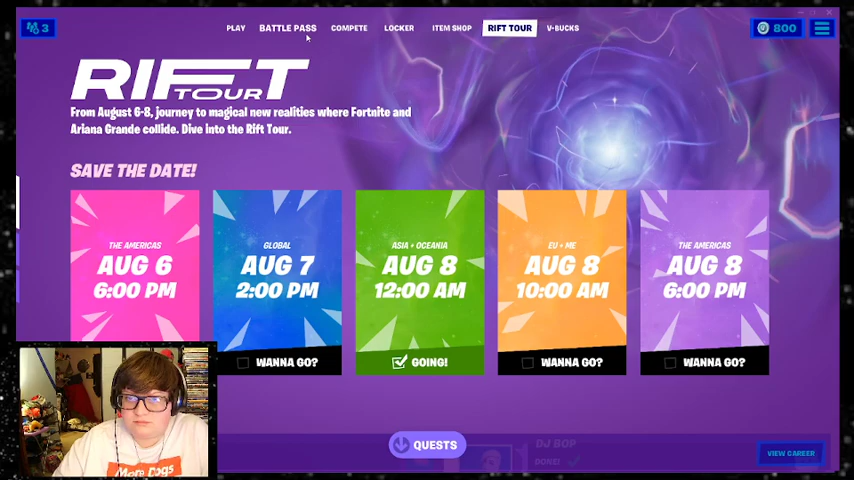 3
PLAY
BATTLE PASS
COMPETE
LOCKER
ITEM SHOP
RIFT TOUR
V-BUCKS
800
RIFT
TOUR
From August 6-8, journey to magical new realities where Fortnite and
Ariana Grande collide. Dive into the Rift Tour.
SAVE THE DATE!
THE AMERICAS
AUG 6
6:00 PM
GLOBAL
AUG 7
2:00 PM
WANNA GO?
ASIA + OCEANIA
AUG 8
12:00 AM
GOING!
EU + ME
AUG 8
10:00 AM
WANNA GO?
THE AMERICAS
AUG 8
6:00 PM
WANNA GO?
More Dogs
QUESTS
DJ BOP
DONE!
VIEW CAREER